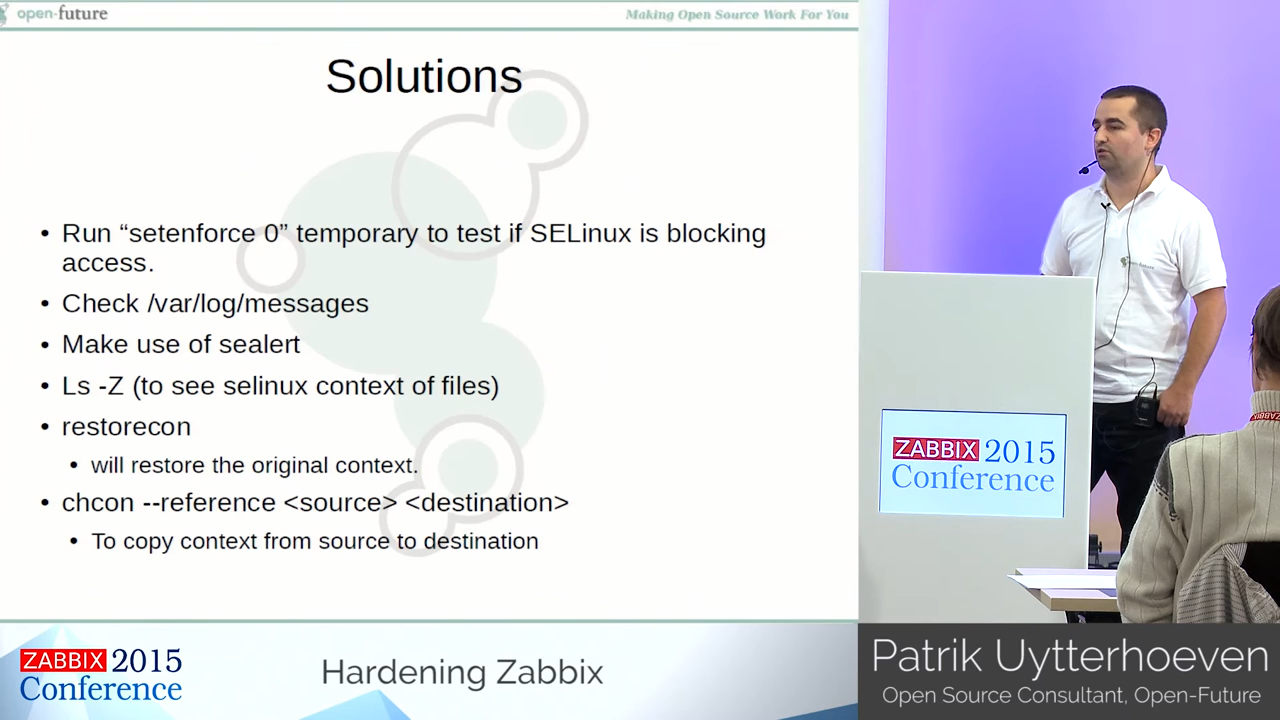 open-future
Making Open Source Work For You
Solutions
• Run “setenforce 0” temporary to test if SELinux is blocking
access.
• Check /var/log/messages
• Make use of sealert
• Ls -Z (to see selinux context of files)
• restorecon
• will restore the original context.
• chcon --reference <source> <destination>
• To copy context from source to destination
ZABBIX 2015
Conference
ZABBIX
open-future
ZABBIX 2015
Conference
Hardening Zabbix
Patrik Uytterhoeven
Open Source Consultant, Open-Future